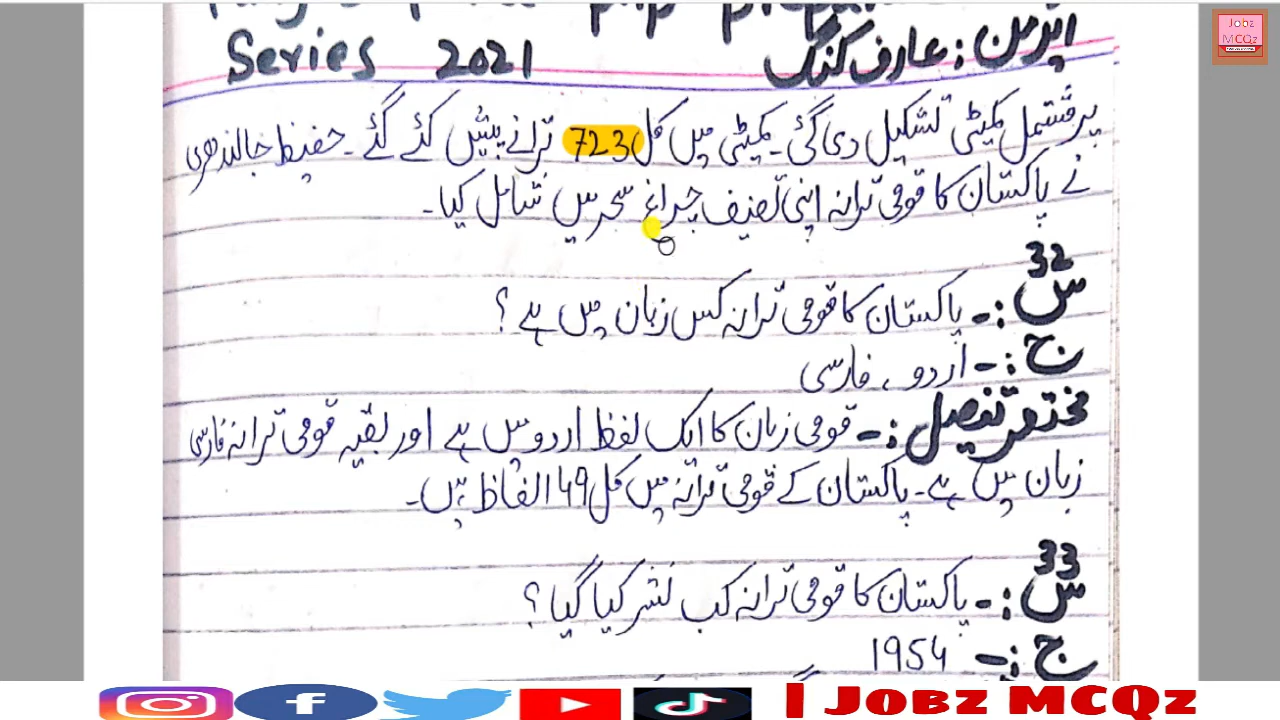 Series 2021
عارف کنگ
پر مشتمل کمیٹی تشکیل دی گئی۔ کمیٹی میں کل 723 ترانے پیش کئے گئے۔ حفیظ جالندھری
نے پاکستان کا قومی ترانہ اپنی تصنیف چراغ سحر میں شامل کیا۔
س 32 :- پاکستان کا قومی ترانہ کس زبان میں ہے؟
ج :- اردو ، فارسی
مختصر تفصیل :- قومی زبان کا ایک لفظ اردو میں ہے اور بقیہ قومی ترانہ فارسی
زبان میں ہے۔ پاکستان کے قومی ترانہ میں کل 49 الفاظ ہیں۔
س 33 :- پاکستان کا قومی ترانہ کب نشر کیا گیا؟
ج :- 1954
Jobz
MCQz
| Jobz MCQz